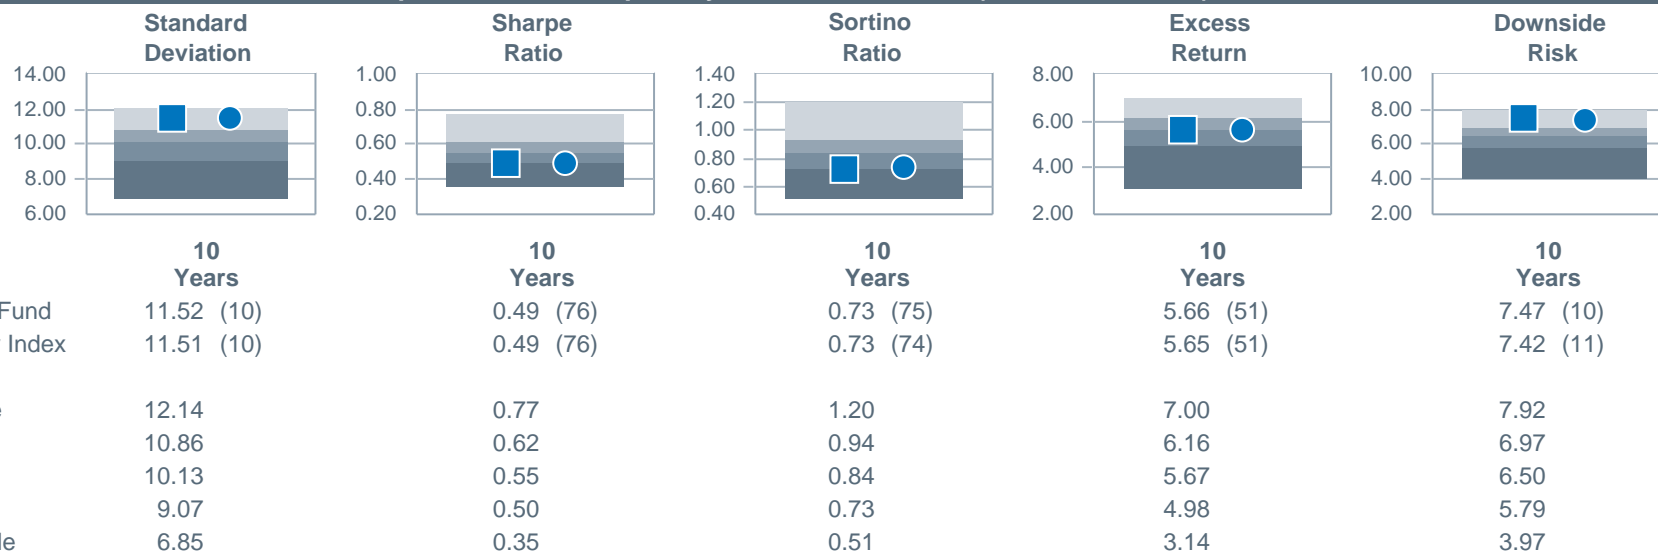 Standard Sharpe Sortino Excess Downside
Deviation Ratio Ratio Return Risk
14.00 1.00 1.40 8.00 10.00
12.00 0.80 1.20 6.00 8.00
10.00 0.60 1.00 4.00 6.00
8.00 0.40 0.80 2.00 4.00
6.00 0.20 0.60 2.00
0.40
10 10 10 10 10
Years Years Years Years Years
Fund 11.52 (10) 0.49 (76) 0.73 (75) 5.66 (51) 7.47 (10)
Index 11.51 (10) 0.49 (76) 0.73 (74) 5.65 (51) 7.42 (11)
12.14 0.77 1.20 7.00 7.92
10.86 0.62 0.94 6.16 6.97
10.13 0.55 0.84 5.67 6.50
9.07 0.50 0.73 4.98 5.79
6.85 0.35 0.51 3.14 3.97